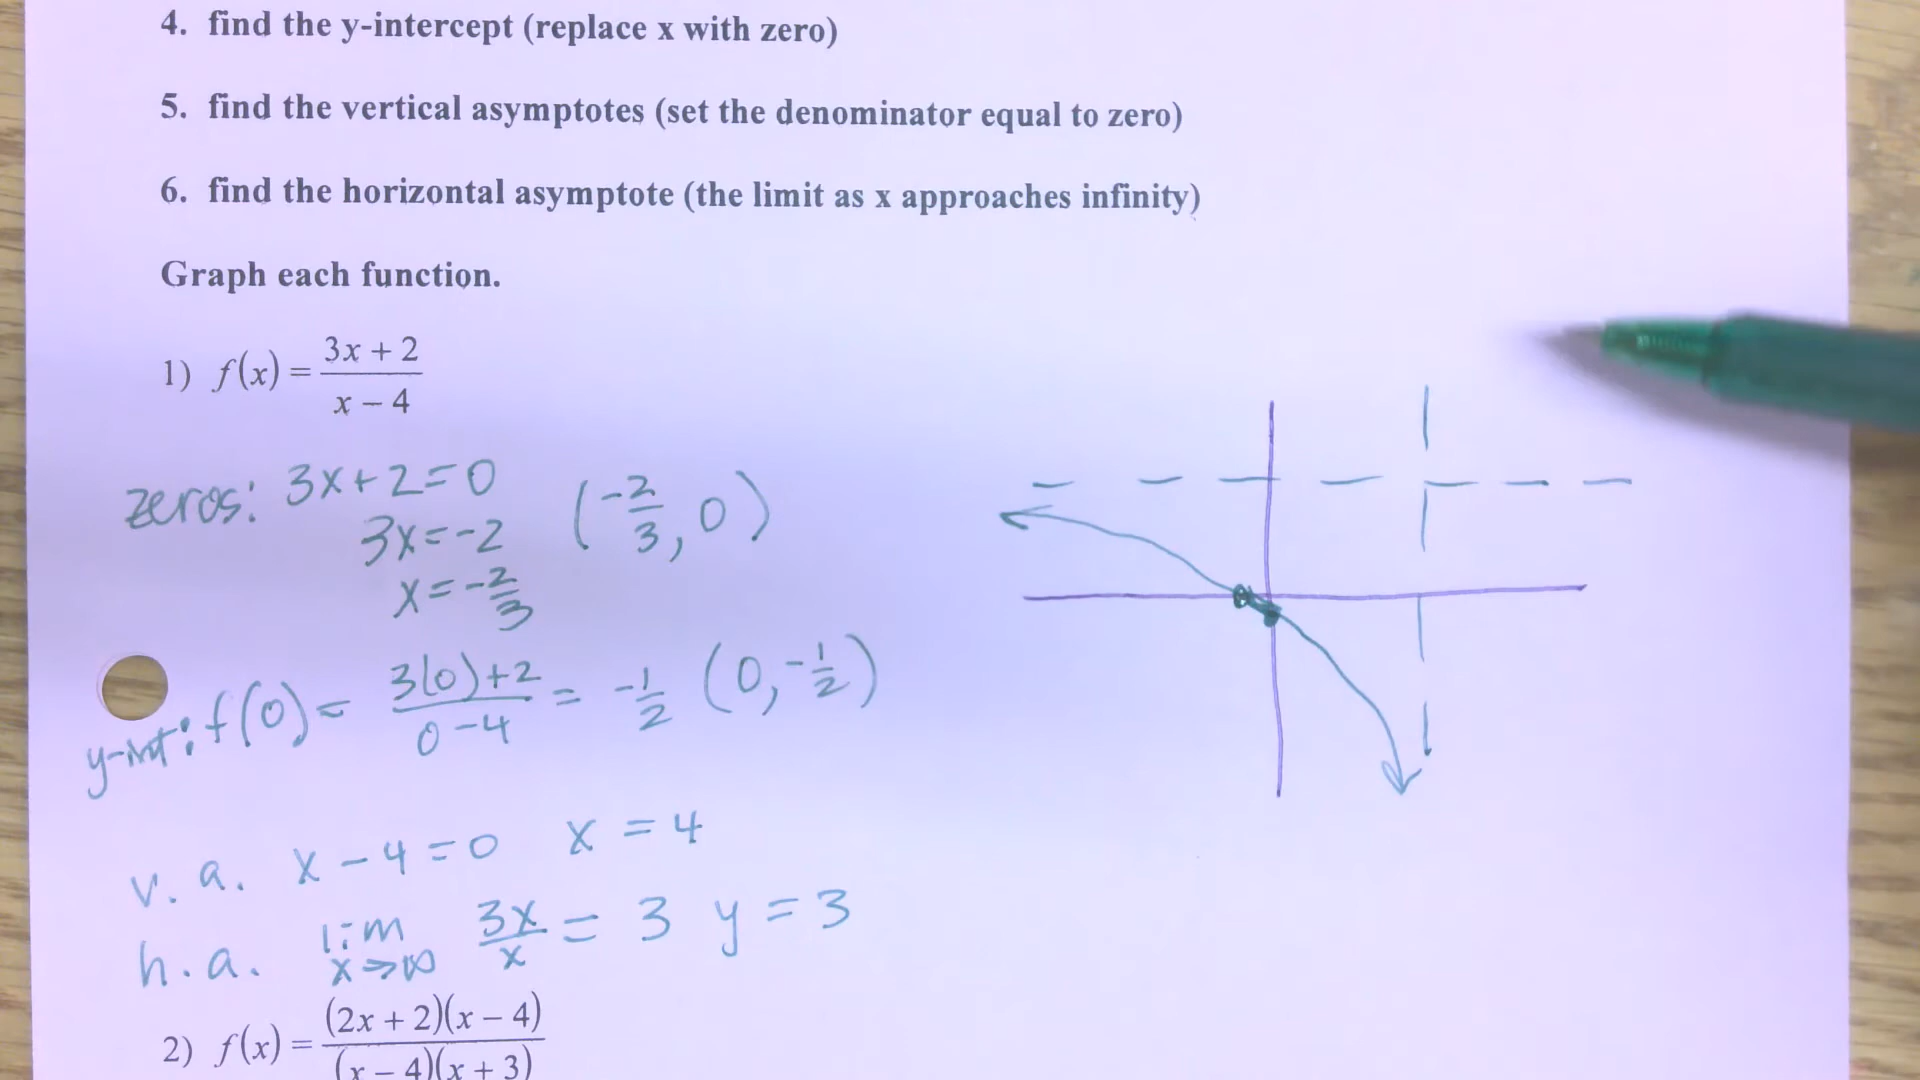 4. find the y-intercept (replace x with zero)
5. find the vertical asymptotes (set the denominator equal to zero)
6. find the horizontal asymptote (the limit as x approaches infinity)
Graph each function.
1) f(x) = (3x + 2)/(x − 4)
zeros: 3x+2=0 (-2/3, 0)
3x=-2
x=-2/3
y-int: f(0)= (3(0)+2)/(0-4) = -1/2 (0, -1/2)
v.a. x-4=0 x=4
h.a. lim x→∞ 3x/x = 3 y=3
2) f(x) = ((2x + 2)(x − 4))/((x − 4)(x + 3))